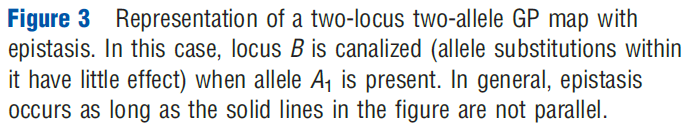 Figure 3 Representation of a two-locus two-allele GP map with
epistasis. In this case, locus B is canalized (allele substitutions within
it have little effect) when allele A1 is present. In general, epistasis
occurs as long as the solid lines in the figure are not parallel.